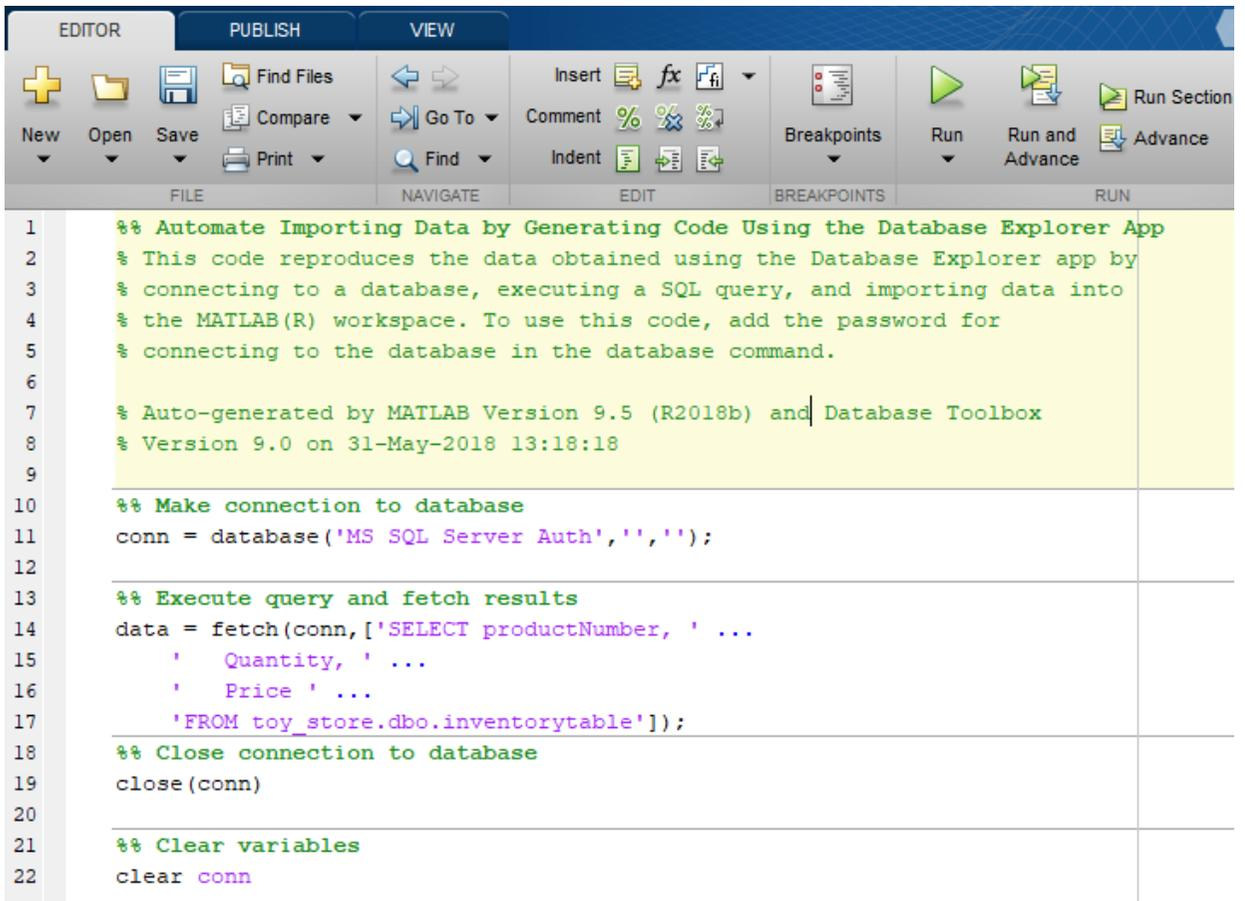 EDITOR PUBLISH VIEW
New
Open
Save
Find Files
Compare
Print
FILE
Go To
Find
NAVIGATE
Insert fx fi
Comment % % %
Indent
EDIT
Breakpoints
BREAKPOINTS
Run
Run and
Advance
Run Section
Advance
RUN
1 %% Automate Importing Data by Generating Code Using the Database Explorer App
2 % This code reproduces the data obtained using the Database Explorer app by
3 % connecting to a database, executing a SQL query, and importing data into
4 % the MATLAB(R) workspace. To use this code, add the password for
5 % connecting to the database in the database command.
6
7 % Auto-generated by MATLAB Version 9.5 (R2018b) and Database Toolbox
8 % Version 9.0 on 31-May-2018 13:18:18
9
10 %% Make connection to database
11 conn = database('MS SQL Server Auth','','');
12
13 %% Execute query and fetch results
14 data = fetch(conn,['SELECT productNumber, ' ...
15     '   Quantity, ' ...
16     '   Price ' ...
17     'FROM toy_store.dbo.inventorytable']);
18 %% Close connection to database
19 close(conn)
20
21 %% Clear variables
22 clear conn